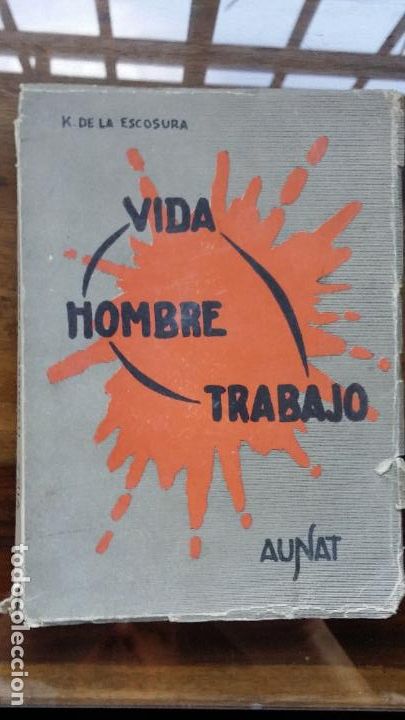 K. DE LA ESCOSURA
VIDA
HOMBRE
TRABAJO
AUNAT
todocoleccion